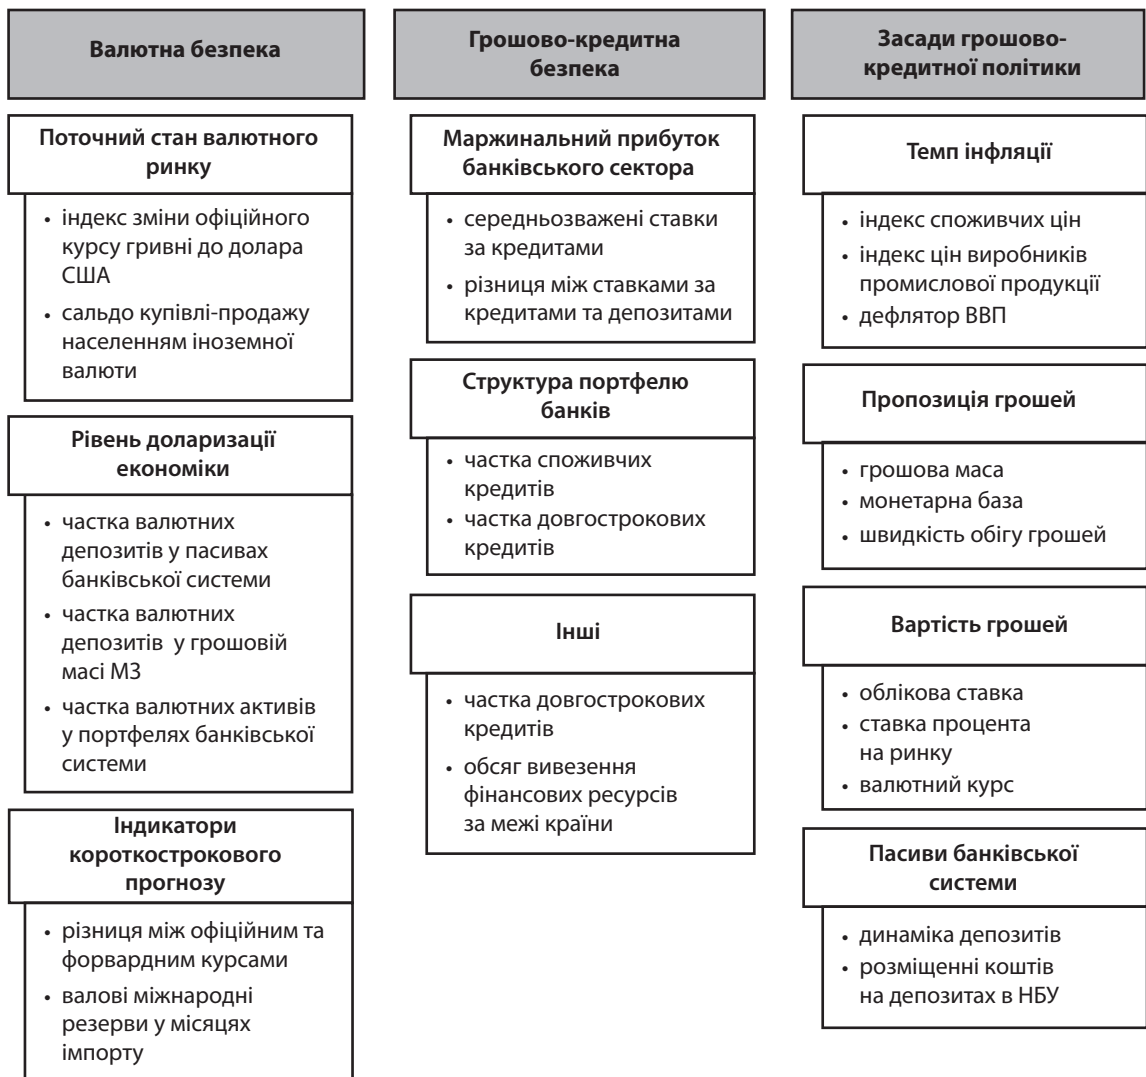 Валютна безпека
Поточний стан валютного
ринку
• індекс зміни офіційного
курсу гривні до долара
США
• сальдо купівлі-продажу
населенням іноземної
валюти
Рівень доларизації
економіки
• частка валютних
депозитів у пасивах
банківської системи
• частка валютних
депозитів у грошовій
масі М3
• частка валютних активів
у портфелях банківської
системи
Індикатори
короткострокового
прогнозу
• різниця між офіційним та
форвардним курсами
• валові міжнародні
резерви у місяцях
імпорту
Грошово-кредитна
безпека
Маржинальний прибуток
банківського сектора
• середньозважені ставки
за кредитами
• різниця між ставками за
кредитами та депозитами
Структура портфелю
банків
• частка споживчих
кредитів
• частка довгострокових
кредитів
Інші
• частка довгострокових
кредитів
• обсяг вивезення
фінансових ресурсів
за межі країни
Засади грошово-
кредитної політики
Темп інфляції
• індекс споживчих цін
• індекс цін виробників
промислової продукції
• дефлятор ВВП
Пропозиція грошей
• грошова маса
• монетарна база
• швидкість обігу грошей
Вартість грошей
• облікова ставка
• ставка процента
на ринку
• валютний курс
Пасиви банківської
системи
• динаміка депозитів
• розміщенні коштів
на депозитах в НБУ